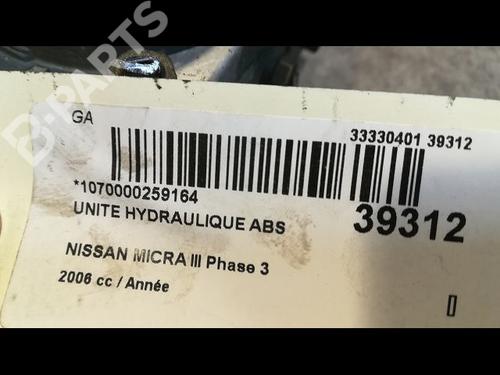 B-PARTS
GA
33330401 39312
*1070000259164
39312
UNITE HYDRAULIQUE ABS
NISSAN MICRA III Phase 3
2006 cc / Année
[]